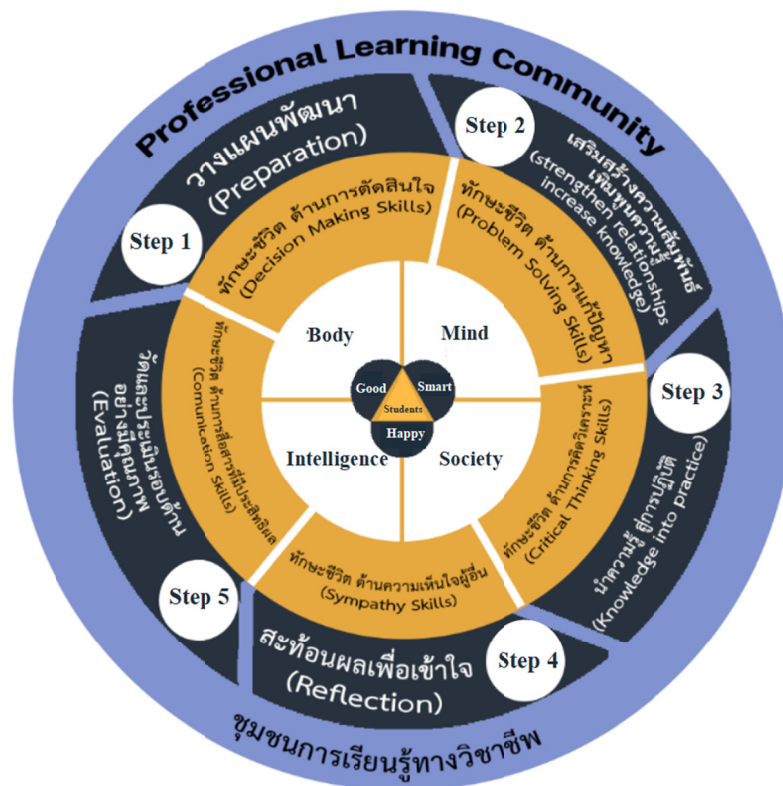 Professional Learning Community
Step 1
วางแผนพัฒนา
(Preparation)
Step 2
เสริมสร้างความสัมพันธ์
เพิ่มพูนความรู้
(strengthen relationships
increase knowledge)
Step 3
นำความรู้ สู่การปฏิบัติ
(Knowledge into practice)
Step 4
สะท้อนผลเพื่อเข้าใจ
(Reflection)
Step 5
วัดและประเมินรอบด้าน
อย่างมีคุณภาพ
(Evaluation)
ทักษะชีวิต ด้านการตัดสินใจ
(Decision Making Skills)
ทักษะชีวิต ด้านการแก้ปัญหา
(Problem Solving Skills)
ทักษะชีวิต ด้านการคิดวิเคราะห์
(Critical Thinking Skills)
ทักษะชีวิต ด้านความเห็นใจผู้อื่น
(Sympathy Skills)
ทักษะชีวิต ด้านการสื่อสารที่มีประสิทธิผล
(Comunication Skills)
Body
Mind
Intelligence
Society
Good
Smart
Students
Happy
ชุมชนการเรียนรู้ทางวิชาชีพ